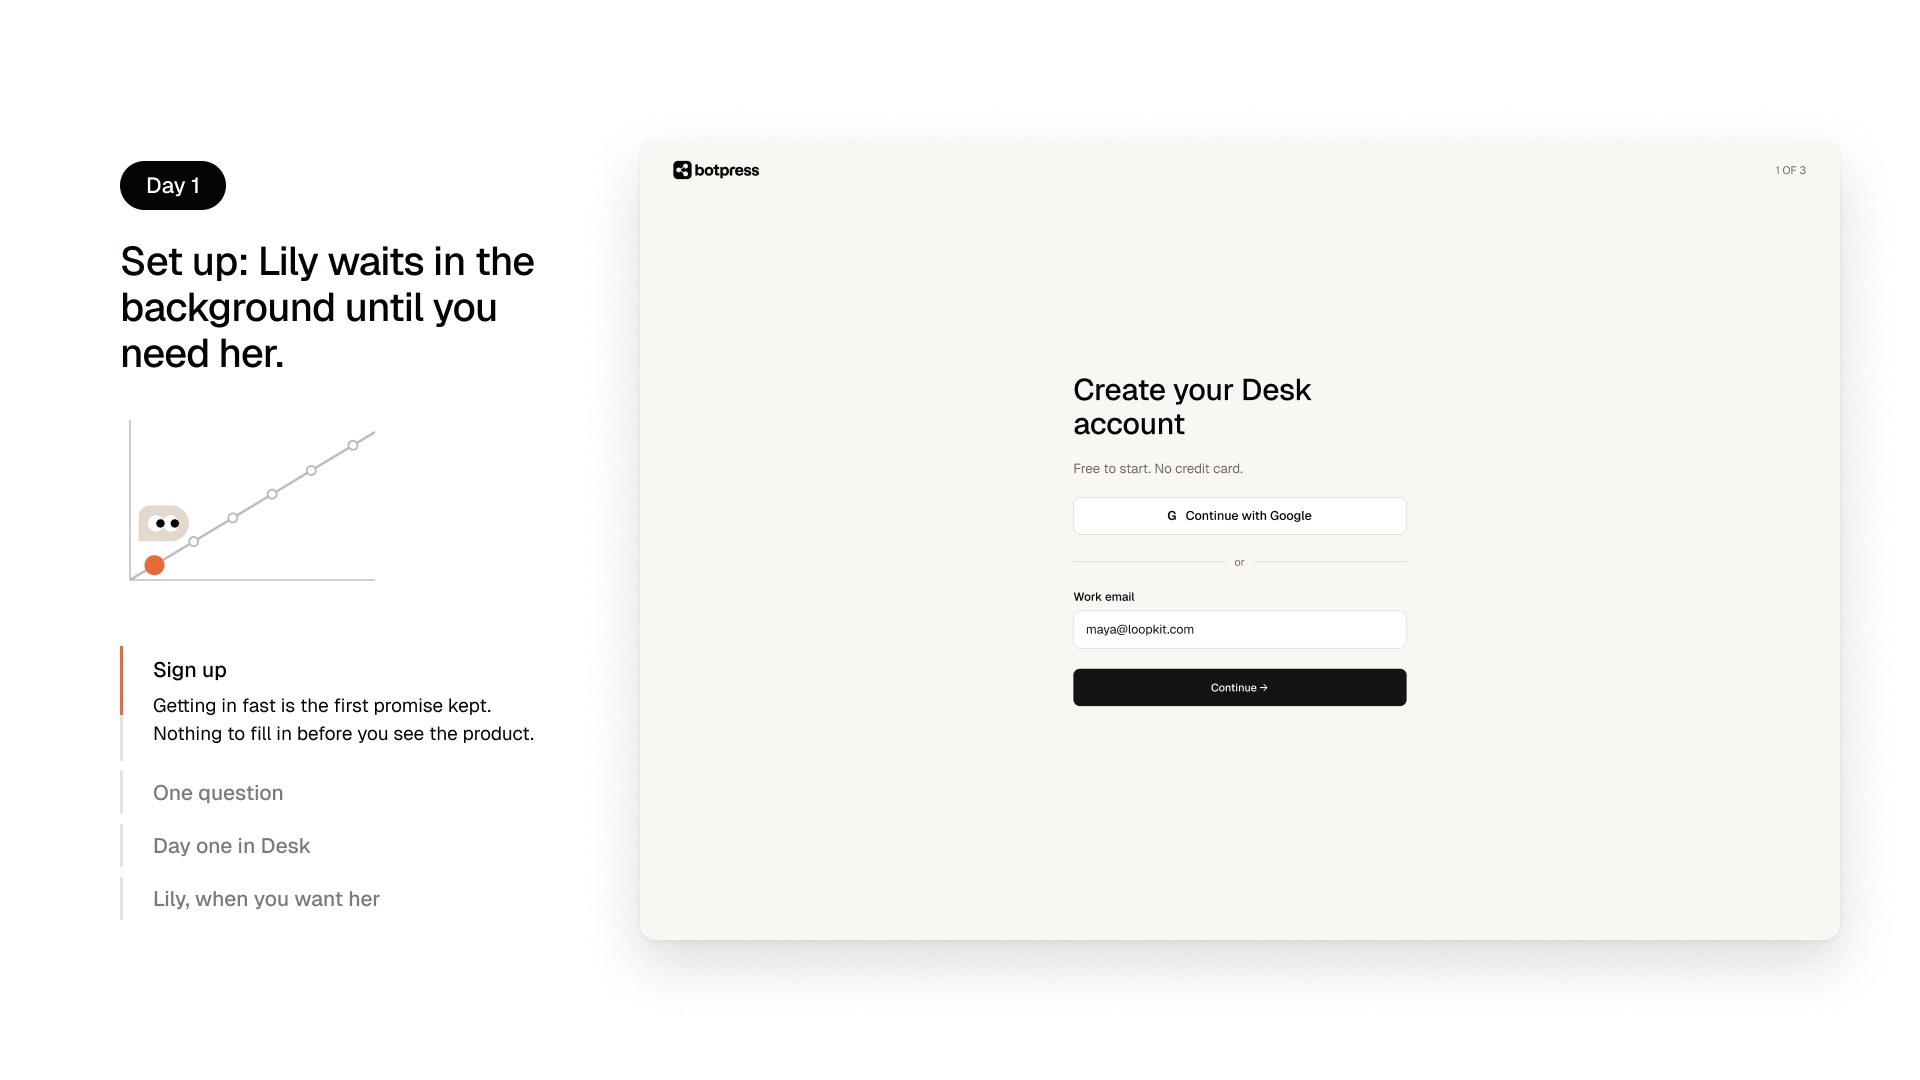 Day 1
Set up: Lily waits in the
background until you
need her.
Sign up
Getting in fast is the first promise kept.
Nothing to fill in before you see the product.
One question
Day one in Desk
Lily, when you want her
botpress
1 OF 3
Create your Desk
account
Free to start. No credit card.
G Continue with Google
or
Work email
maya@loopkit.com
Continue →